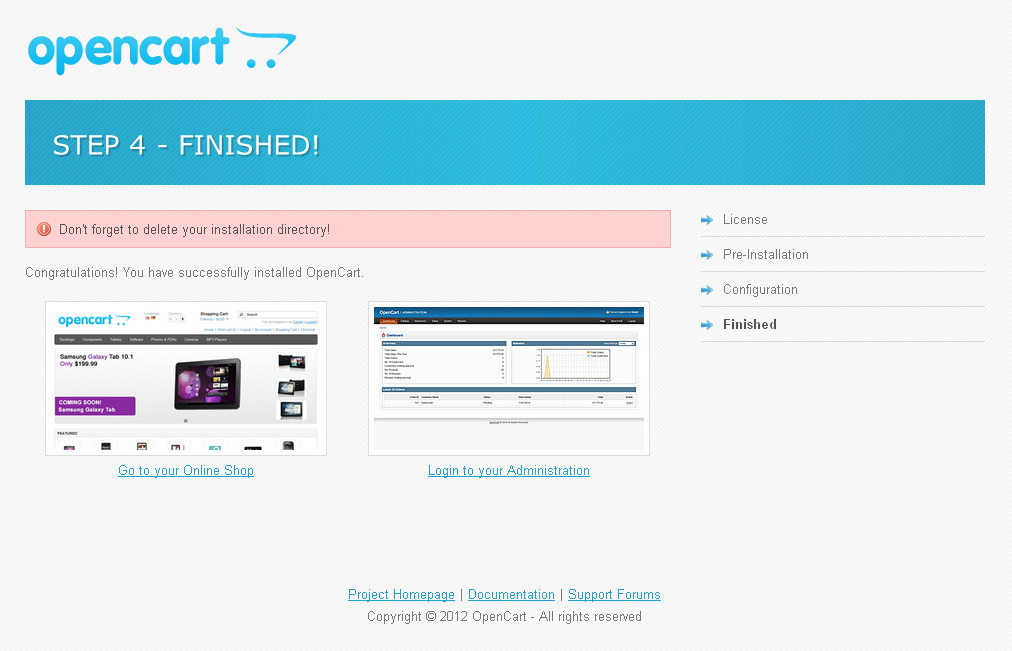 opencart
STEP 4 - FINISHED!
Don't forget to delete your installation directory!
Congratulations! You have successfully installed OpenCart.
License
Pre-Installation
Configuration
Finished
opencart
Shopping Cart
Search
Desktops Components Tablets Software Phones & PDAs Cameras MP3 Players
Samsung Galaxy Tab 10.1
Only $199.99
COMING SOON!
Samsung Galaxy Tab
FEATURED
OpenCart | ADMINISTRATION
Dashboard
Go to your Online Shop
Login to your Administration
Project Homepage | Documentation | Support Forums
Copyright © 2012 OpenCart - All rights reserved